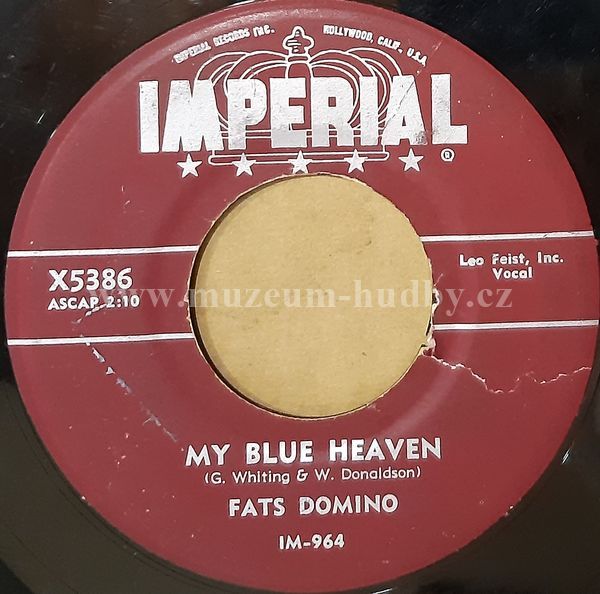 IMPERIAL RECORDS INC. HOLLYWOOD, CALIF. U.S.A.
IMPERIAL
®
X5386
ASCAP 2:10
Leo Feist, Inc.
Vocal
www.muzeum-hudby.cz
MY BLUE HEAVEN
(G. Whiting & W. Donaldson)
FATS DOMINO
IM-964